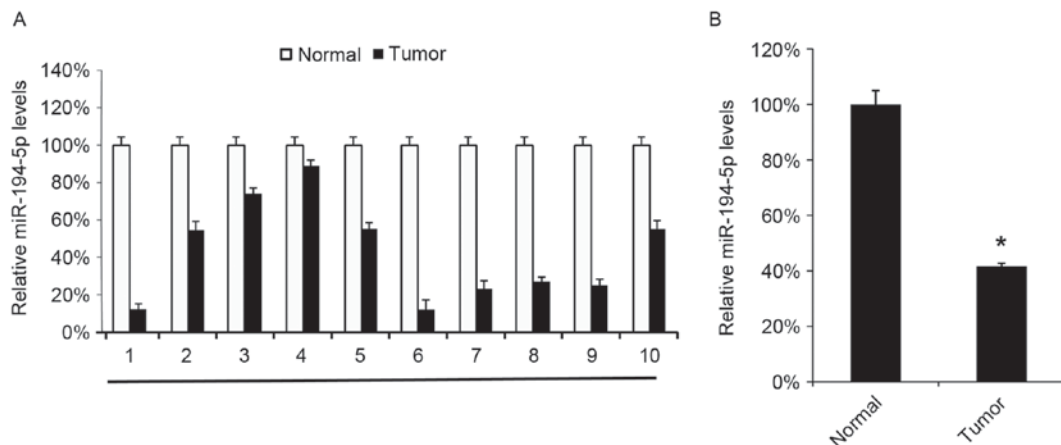 A
Normal Tumor
Relative miR-194-5p levels
140%
120%
100%
80%
60%
40%
20%
0%
1 2 3 4 5 6 7 8 9 10
B
Relative miR-194-5p levels
120%
100%
80%
60%
40%
20%
0%
*
Normal
Tumor